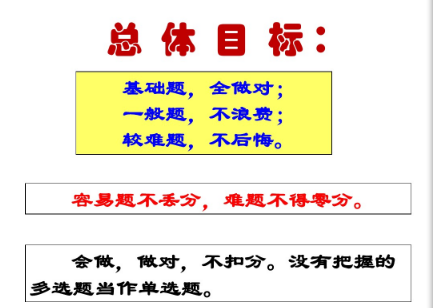 总体目标：
基础题，全做对；
一般题，不浪费；
较难题，不后悔。
容易题不丢分，难题不得零分。
会做，做对，不扣分。没有把握的
多选题当作单选题。